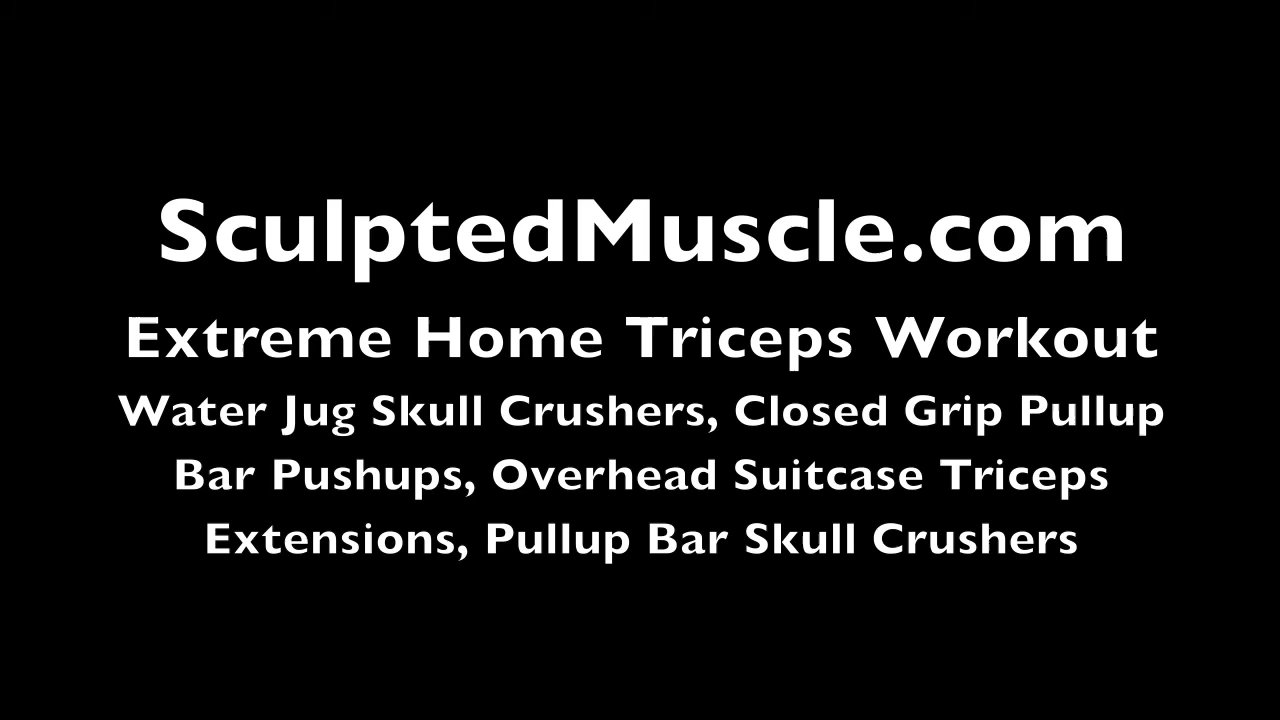 SculptedMuscle.com
Extreme Home Triceps Workout
Water Jug Skull Crushers, Closed Grip Pullup
Bar Pushups, Overhead Suitcase Triceps
Extensions, Pullup Bar Skull Crushers